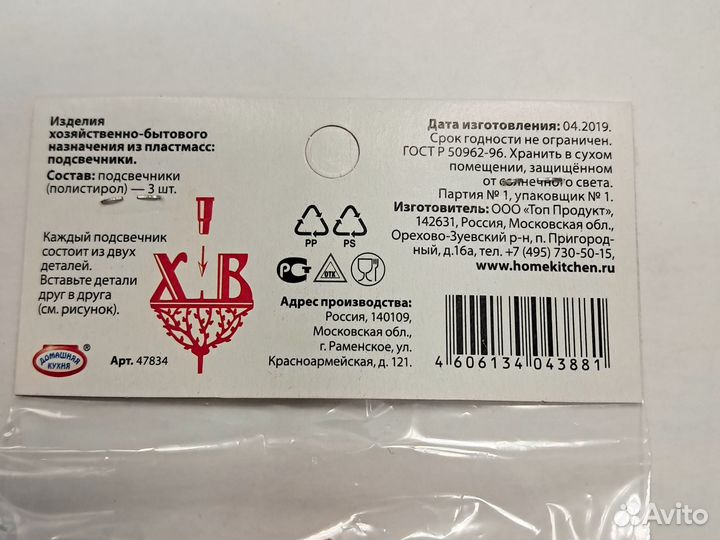 Изделия
хозяйственно-бытового
назначения из пластмасс:
подсвечники.
Состав: подсвечники
(полистирол) — 3 шт.
Каждый подсвечник
состоит из двух
деталей.
Вставьте детали
друг в друга
(см. рисунок).
Х В
ДОМАШНЯЯ
КУХНЯ
®
Арт. 47834
PP
PS
РСТ
ОТК
Адрес производства:
Россия, 140109,
Московская обл.,
г. Раменское, ул.
Красноармейская, д. 121.
Дата изготовления: 04.2019.
Срок годности не ограничен.
ГОСТ Р 50962-96. Хранить в сухом
помещении, защищённом
от солнечного света.
Партия № 1, упаковщик № 1.
Изготовитель: ООО «Топ Продукт»,
142631, Россия, Московская обл.,
Орехово-Зуевский р-н, п. Пригород-
ный, д.16а, тел. +7 (495) 730-50-15,
www.homekitchen.ru
4 606134 043881
Avito